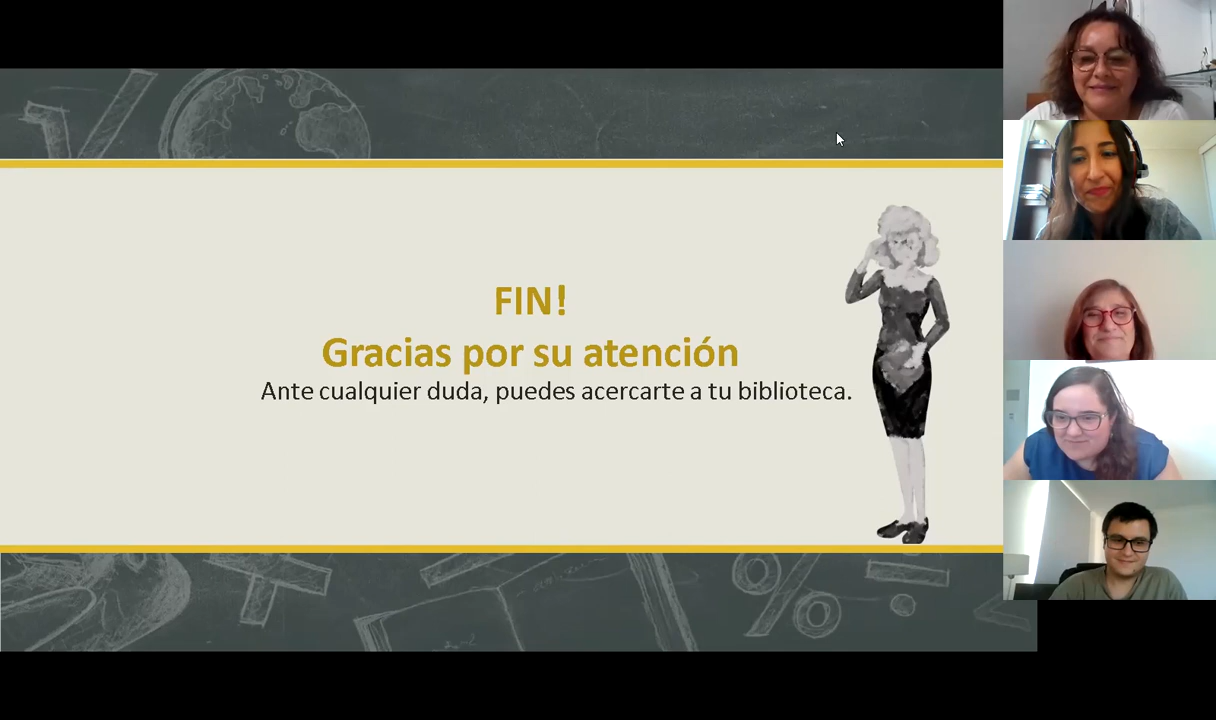 FIN!
Gracias por su atención
Ante cualquier duda, puedes acercarte a tu biblioteca.